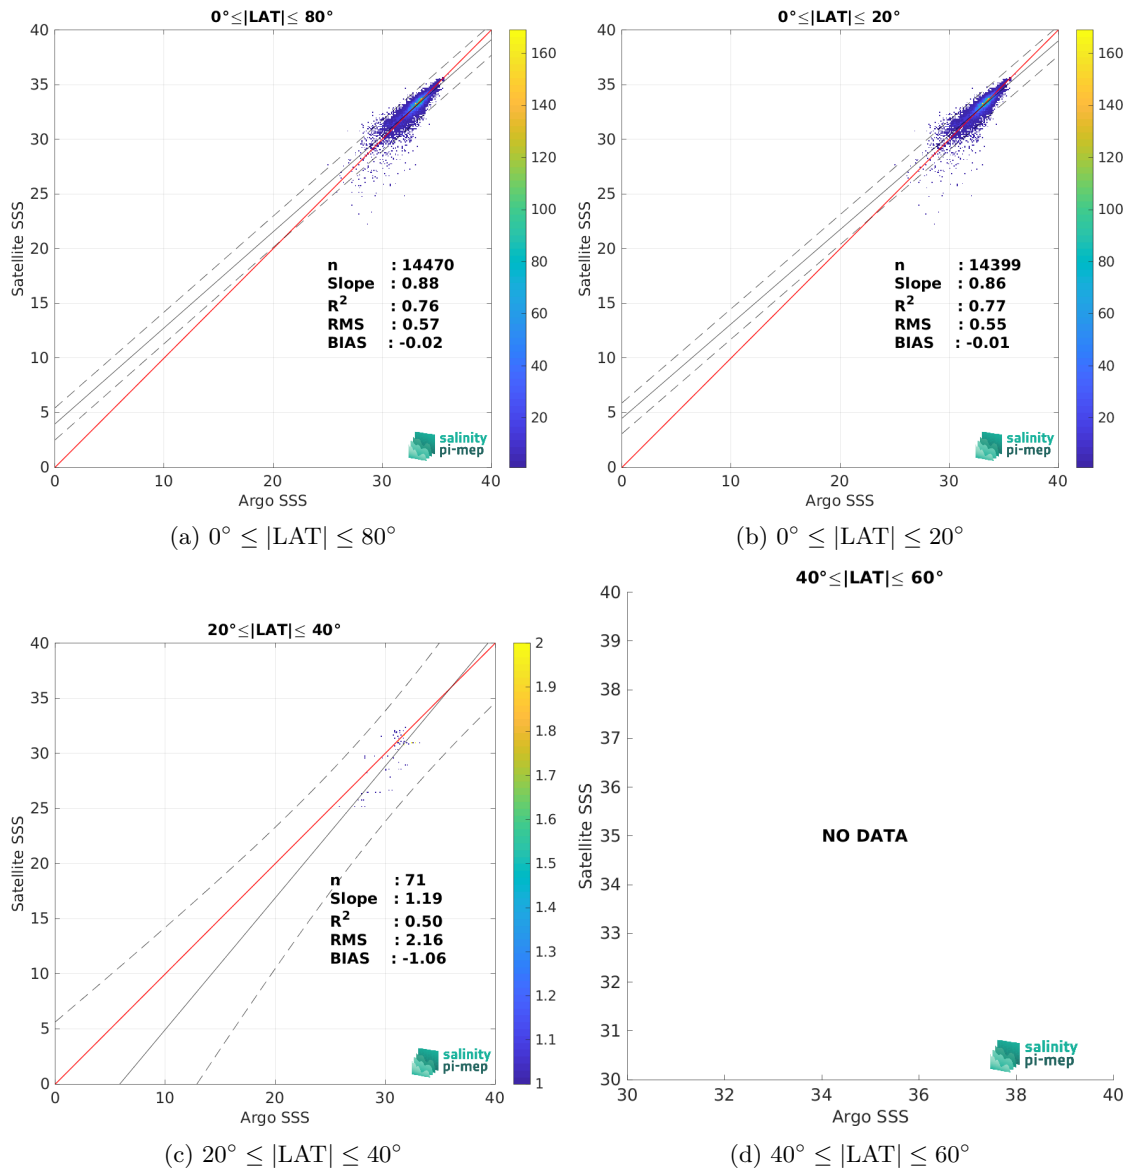 0°≤|LAT|≤ 80°
40
35
30
25
20
15
10
5
0
Satellite SSS
0
10
20
30
40
Argo SSS
160
140
120
100
80
60
40
20
n : 14470
Slope : 0.88
R² : 0.76
RMS : 0.57
BIAS : -0.02
salinity
pi-mep
(a) 0° ≤ |LAT| ≤ 80°
0°≤|LAT|≤ 20°
40
35
30
25
20
15
10
5
0
Satellite SSS
0
10
20
30
40
Argo SSS
160
140
120
100
80
60
40
20
n : 14399
Slope : 0.86
R² : 0.77
RMS : 0.55
BIAS : -0.01
salinity
pi-mep
(b) 0° ≤ |LAT| ≤ 20°
20°≤|LAT|≤ 40°
40
35
30
25
20
15
10
5
0
Satellite SSS
0
10
20
30
40
Argo SSS
2
1.9
1.8
1.7
1.6
1.5
1.4
1.3
1.2
1.1
1
n : 71
Slope : 1.19
R² : 0.50
RMS : 2.16
BIAS : -1.06
salinity
pi-mep
(c) 20° ≤ |LAT| ≤ 40°
40°≤|LAT|≤ 60°
40
39
38
37
36
35
34
33
32
31
30
Satellite SSS
NO DATA
30
32
34
36
38
40
Argo SSS
salinity
pi-mep
(d) 40° ≤ |LAT| ≤ 60°